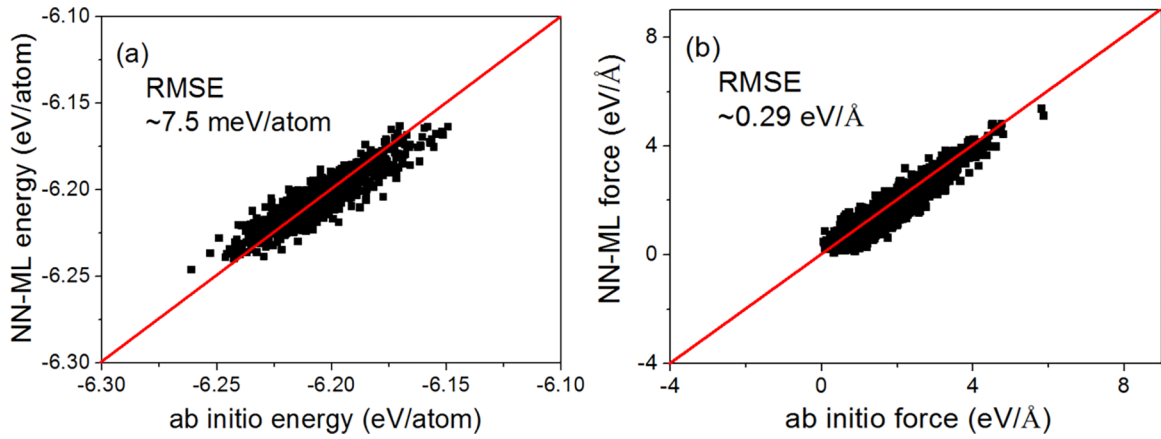 (a)
RMSE
~7.5 meV/atom
NN-ML energy (eV/atom)
-6.10
-6.15
-6.20
-6.25
-6.30
-6.30
-6.25
-6.20
-6.15
-6.10
ab initio energy (eV/atom)
(b)
RMSE
~0.29 eV/Å
NN-ML force (eV/Å)
8
4
0
-4
-4
0
4
8
ab initio force (eV/Å)